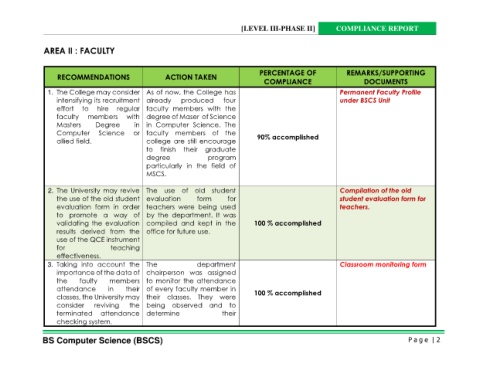 [LEVEL III-PHASE II] COMPLIANCE REPORT
AREA II : FACULTY
RECOMMENDATIONS
ACTION TAKEN
PERCENTAGE OF
COMPLIANCE
REMARKS/SUPPORTING
DOCUMENTS
1. The College may consider
intensifying its recruitment
effort to hire regular
faculty members with
Masters Degree in
Computer Science or
allied field.
As of now, the College has
already produced four
faculty members with the
degree of Maser of Science
in Computer Science. The
faculty members of the
college are still encourage
to finish their graduate
degree program
particularly in the field of
MSCS.
90% accomplished
Permanent Faculty Profile
under BSCS Unit
2. The University may revive
the use of the old student
evaluation form in order
to promote a way of
validating the evaluation
results derived from the
use of the QCE instrument
for teaching
effectiveness.
The use of old student
evaluation form for
teachers were being used
by the department. It was
compiled and kept in the
office for future use.
100 % accomplished
Compilation of the old
student evaluation form for
teachers.
3. Taking into account the
importance of the data of
the faulty members
attendance in their
classes, the University may
consider reviving the
terminated attendance
checking system.
The department
chairperson was assigned
to monitor the attendance
of every faculty member in
their classes. They were
being observed and to
determine their
100 % accomplished
Classroom monitoring form
BS Computer Science (BSCS)
Page | 2